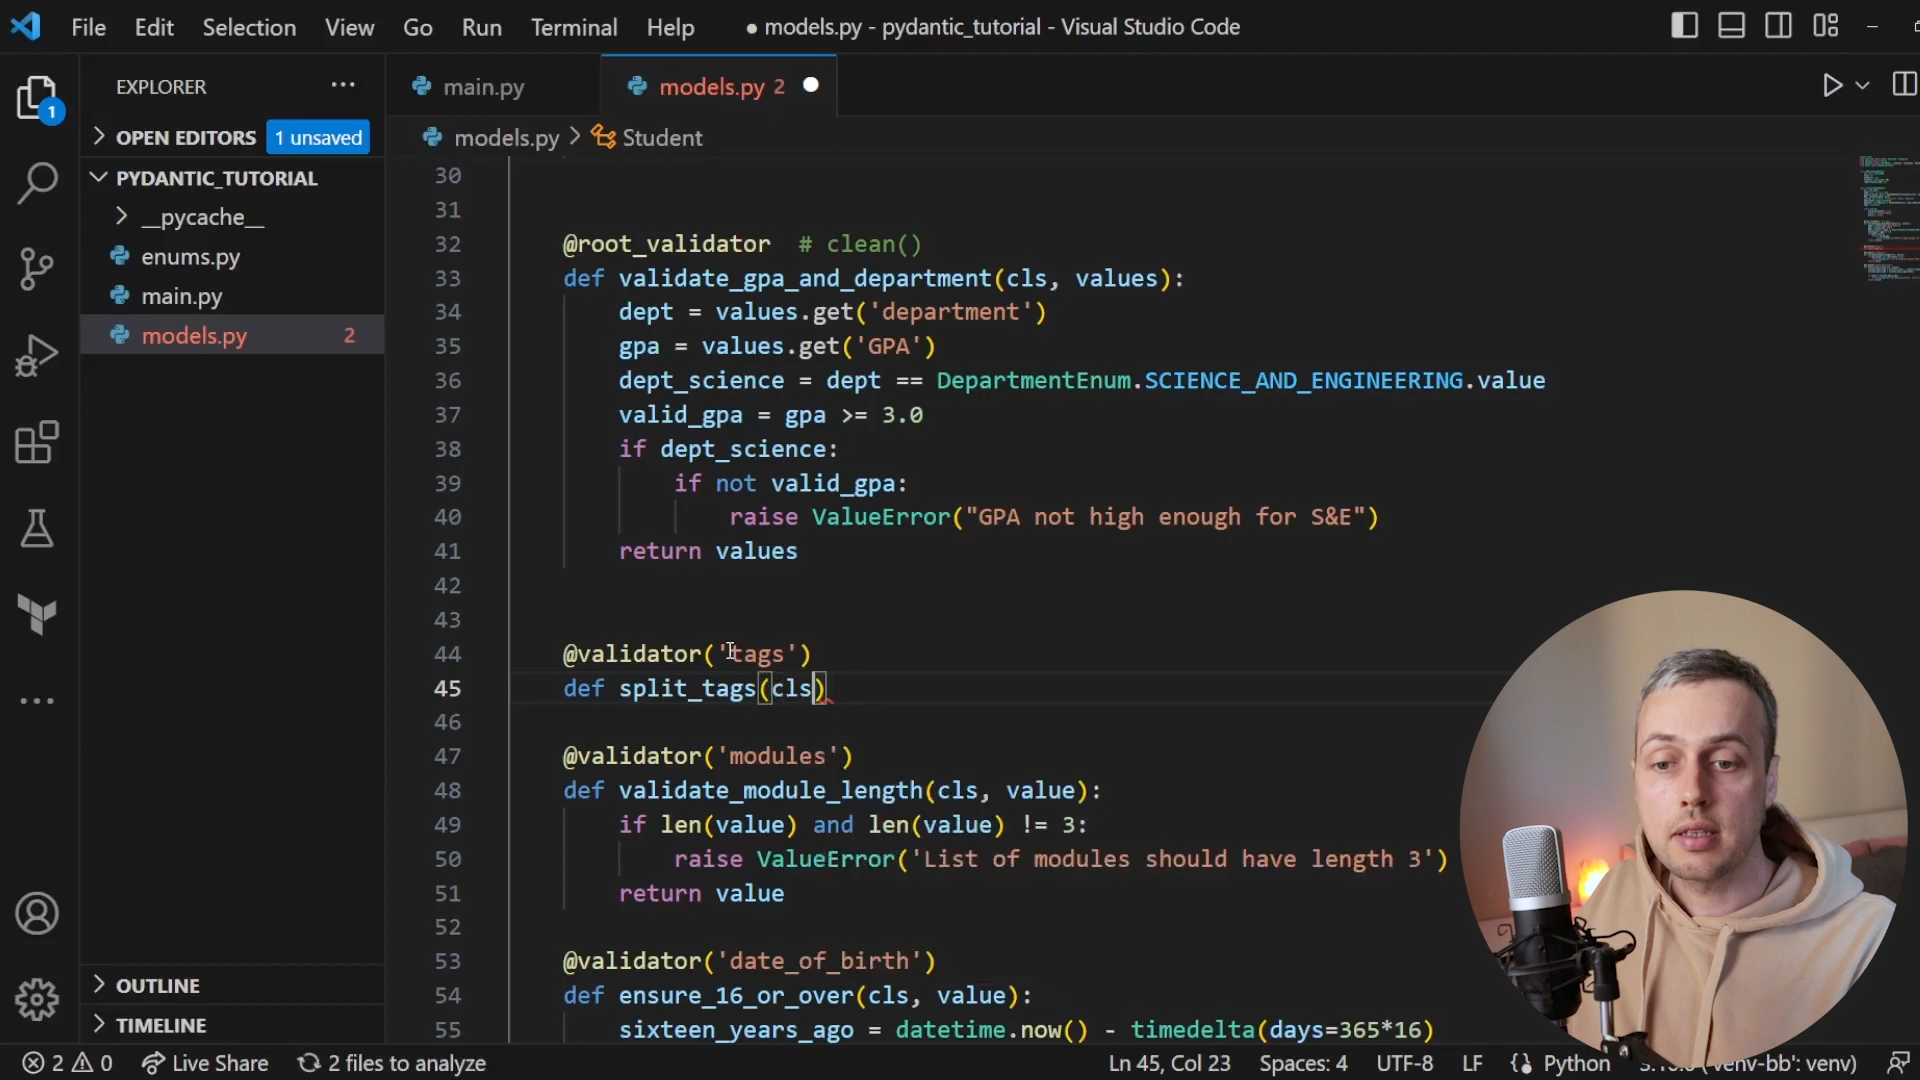 File Edit Selection View Go Run Terminal Help ● models.py - pydantic_tutorial - Visual Studio Code
EXPLORER ···
main.py
models.py 2
1
OPEN EDITORS 1 unsaved
models.py > Student
PYDANTIC_TUTORIAL
__pycache__
enums.py
main.py
models.py 2
30
31
32 @root_validator # clean()
33 def validate_gpa_and_department(cls, values):
34 dept = values.get('department')
35 gpa = values.get('GPA')
36 dept_science = dept == DepartmentEnum.SCIENCE_AND_ENGINEERING.value
37 valid_gpa = gpa >= 3.0
38 if dept_science:
39 if not valid_gpa:
40 raise ValueError("GPA not high enough for S&E")
41 return values
42
43
44 @validator('tags')
45 def split_tags(cls)
46
47 @validator('modules')
48 def validate_module_length(cls, value):
49 if len(value) and len(value) != 3:
50 raise ValueError('List of modules should have length 3')
51 return value
52
53 @validator('date_of_birth')
54 def ensure_16_or_over(cls, value):
55 sixteen_years_ago = datetime.now() - timedelta(days=365*16)
OUTLINE
TIMELINE
2 0 Live Share 2 files to analyze Ln 45, Col 23 Spaces: 4 UTF-8 LF Python venv-bb': venv)